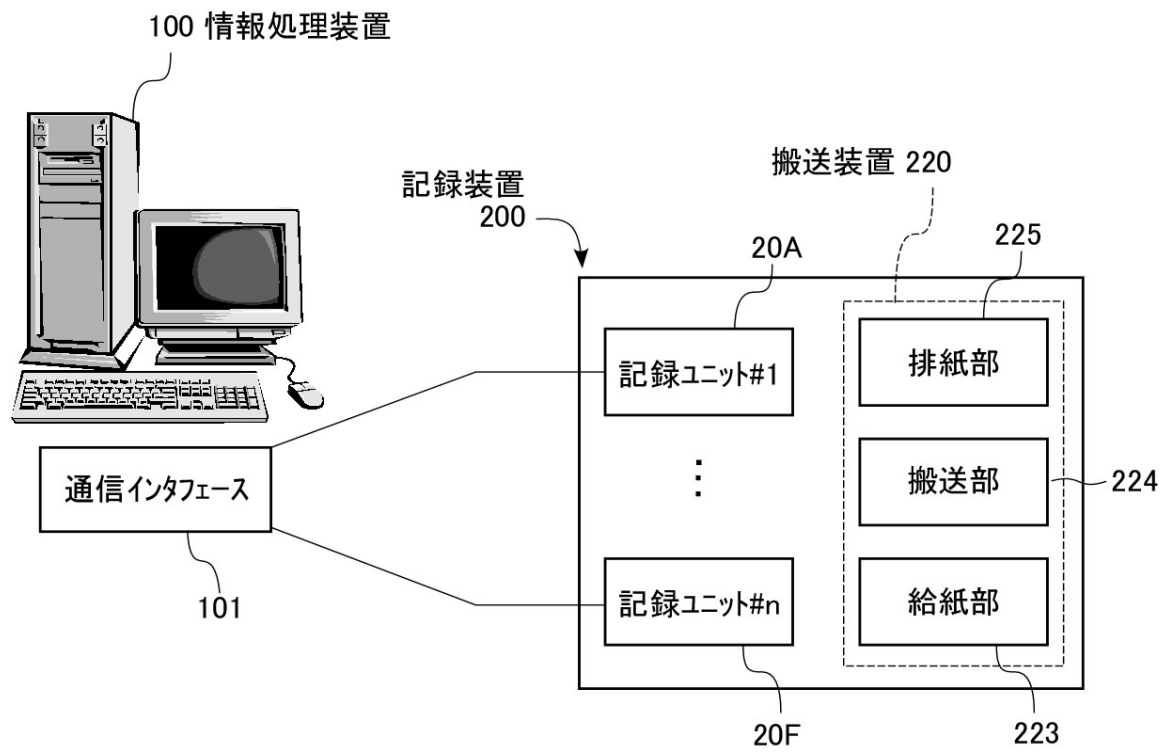 100 情報処理装置
搬送装置 220
記録装置
200
20A
225
記録ユニット#1
排紙部
通信インタフェース
⋮
搬送部
224
101
記録ユニット#n
給紙部
20F
223